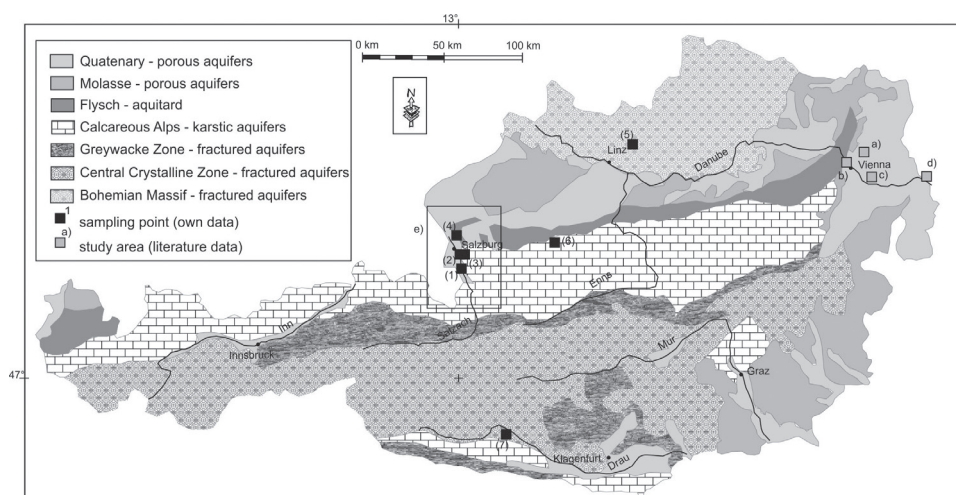 13°
0 km 50 km 100 km
N
Quatenary - porous aquifers
Molasse - porous aquifers
Flysch - aquitard
Calcareous Alps - karstic aquifers
Greywacke Zone - fractured aquifers
Central Crystalline Zone - fractured aquifers
Bohemian Massif - fractured aquifers
1
sampling point (own data)
a)
study area (literature data)
(5)
Linz
Danube
a)
Vienna
b)
c)
d)
e)
(4)
Salzburg
(2)
(3)
(1)
(6)
Enns
Inn
Salzach
Innsbruck
Mur
47°
Graz
(7)
Klagenfurt
Drau